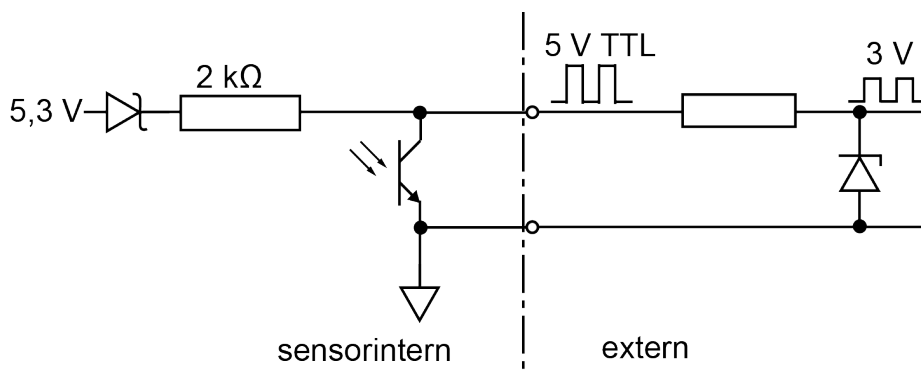 5 V TTL
3 V
2 kΩ
5,3 V
sensorintern
extern